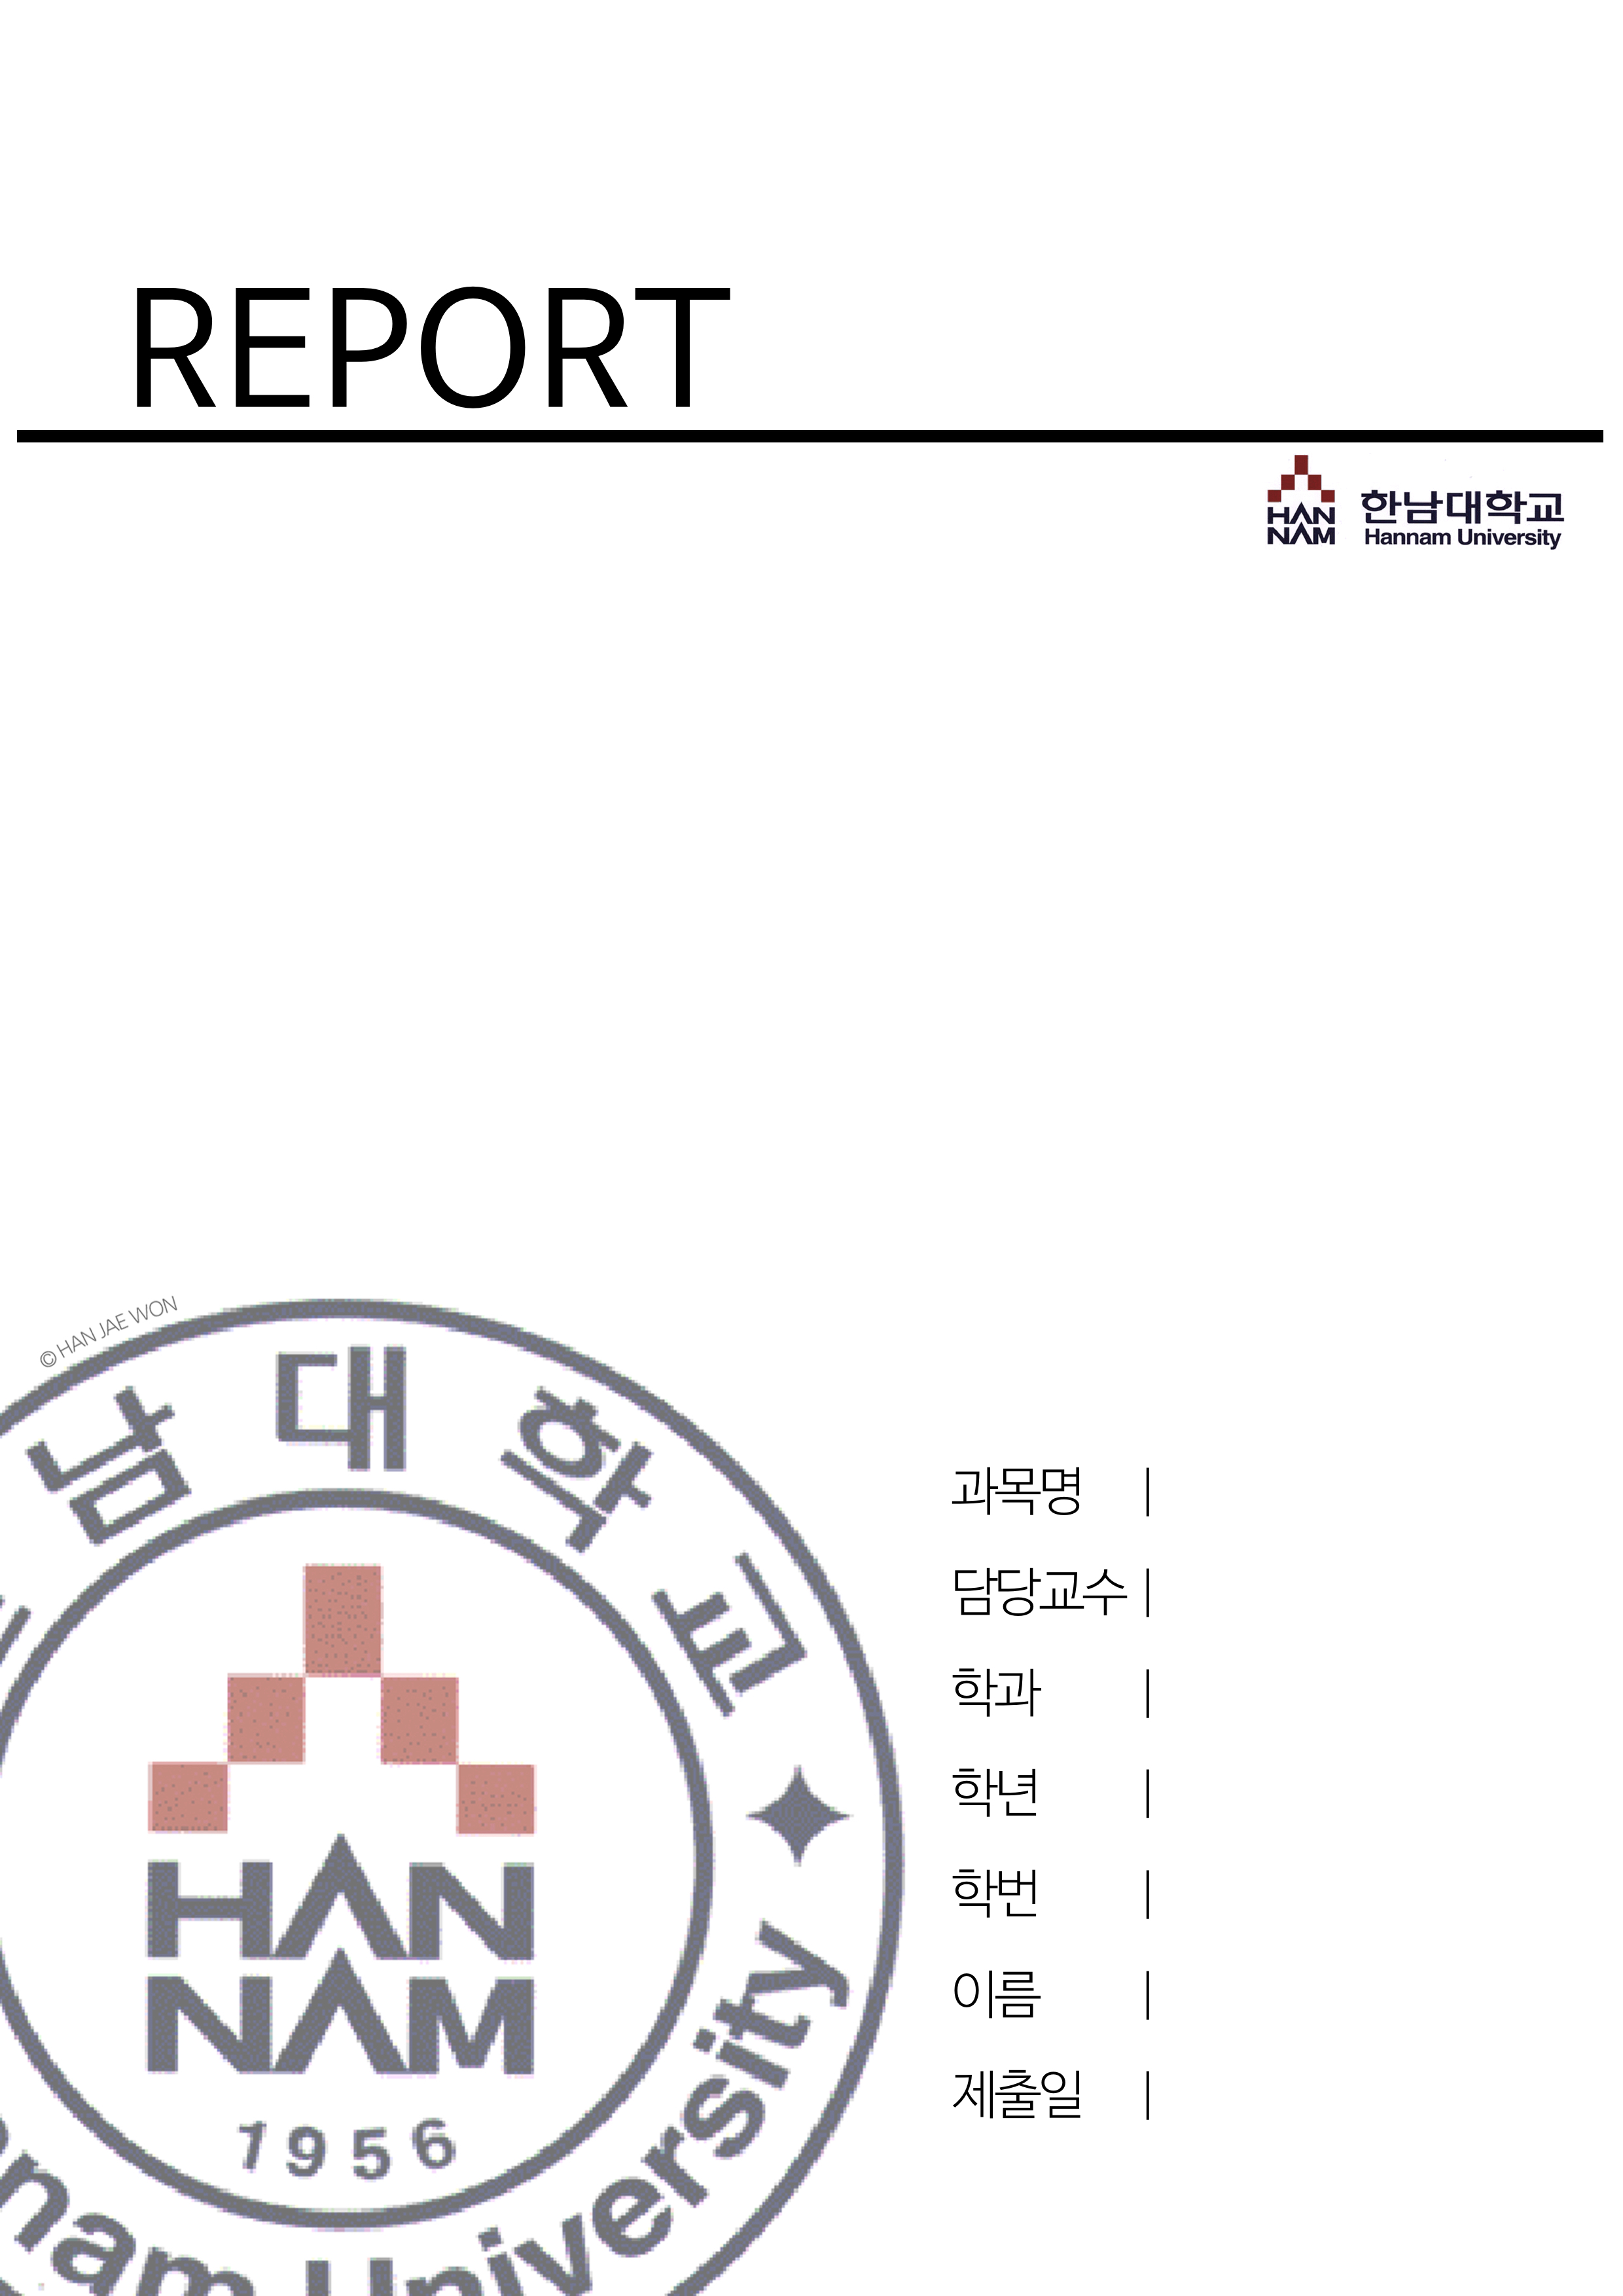 REPORT
HAN
NAM
한남대학교
Hannam University
© HAN JAE WON
남대학교
HAN
NAM
1956
nam University
과목명 |
담당교수 |
학과 |
학년 |
학번 |
이름 |
제출일 |